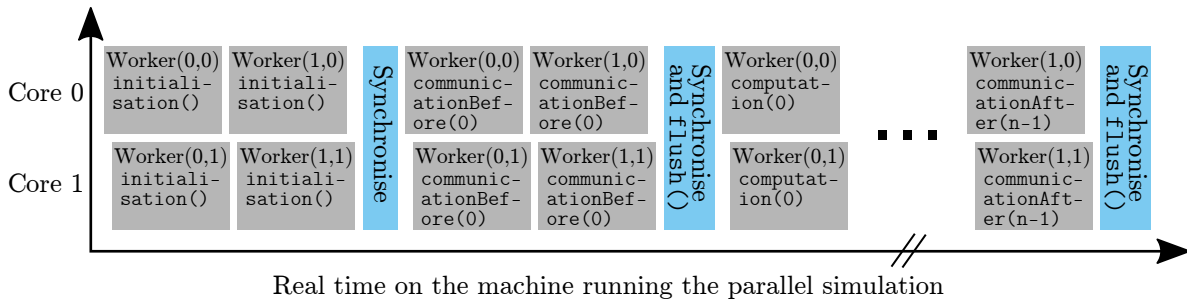 Core 0
Worker(0,0)
initiali-
sation()
Worker(1,0)
initiali-
sation()
Synchronise
Worker(0,0)
communic-
ationBef-
ore(0)
Worker(1,0)
communic-
ationBef-
ore(0)
Synchronise
and flush()
Worker(0,0)
computat-
ion(0)
...
Worker(1,0)
communic-
ationAft-
er(n-1)
Synchronise
and flush()
Core 1
Worker(0,1)
initiali-
sation()
Worker(1,1)
initiali-
sation()
Worker(0,1)
communic-
ationBef-
ore(0)
Worker(1,1)
communic-
ationBef-
ore(0)
Worker(0,1)
computat-
ion(0)
Worker(1,1)
communic-
ationAft-
er(n-1)
Real time on the machine running the parallel simulation